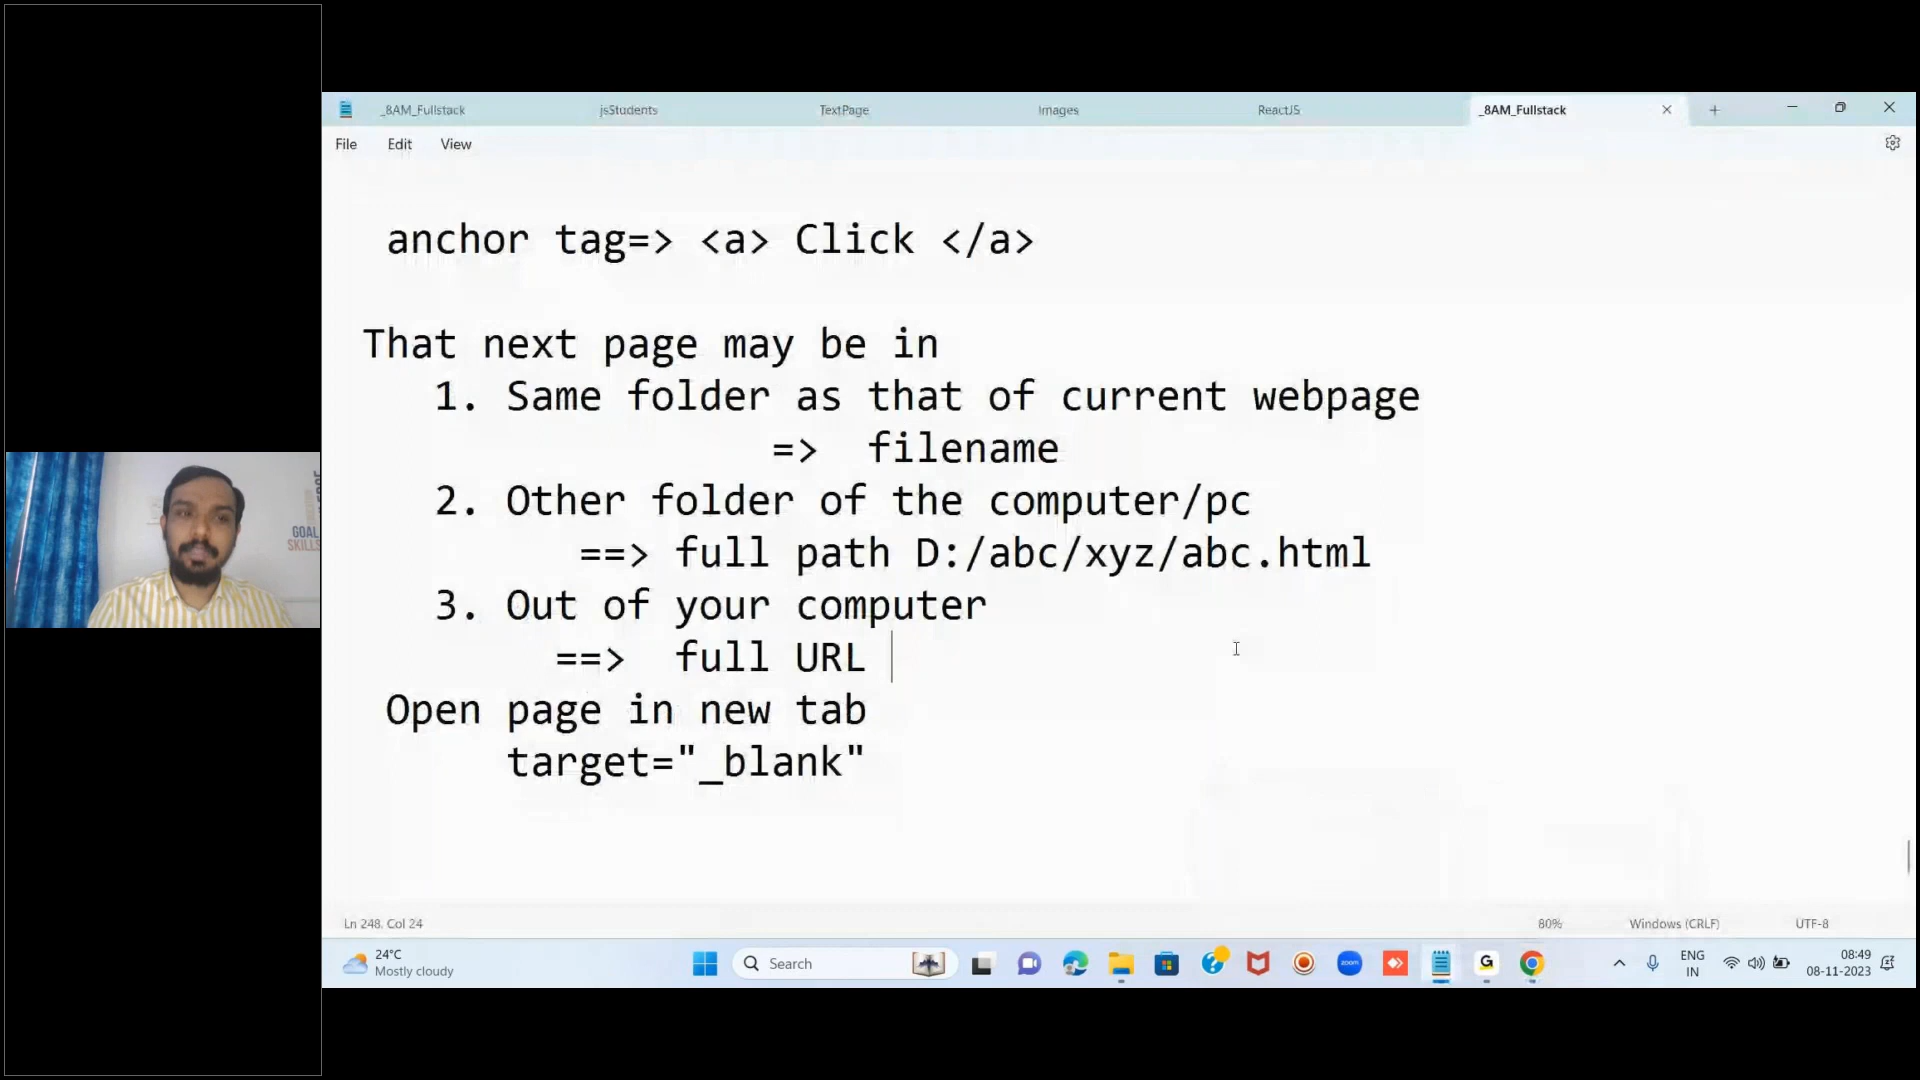 _8AM_Fullstack jsStudents TextPage Images ReactJS _8AM_Fullstack
File Edit View
anchor tag=> <a> Click </a>
That next page may be in
1. Same folder as that of current webpage
=> filename
2. Other folder of the computer/pc
==> full path D:/abc/xyz/abc.html
3. Out of your computer
==> full URL
Open page in new tab
target="_blank"
GOAL
SKILLS
Ln 248, Col 24 80% Windows (CRLF) UTF-8
24°C
Mostly cloudy
Search
zoom
G
ENG
IN
08:49
08-11-2023